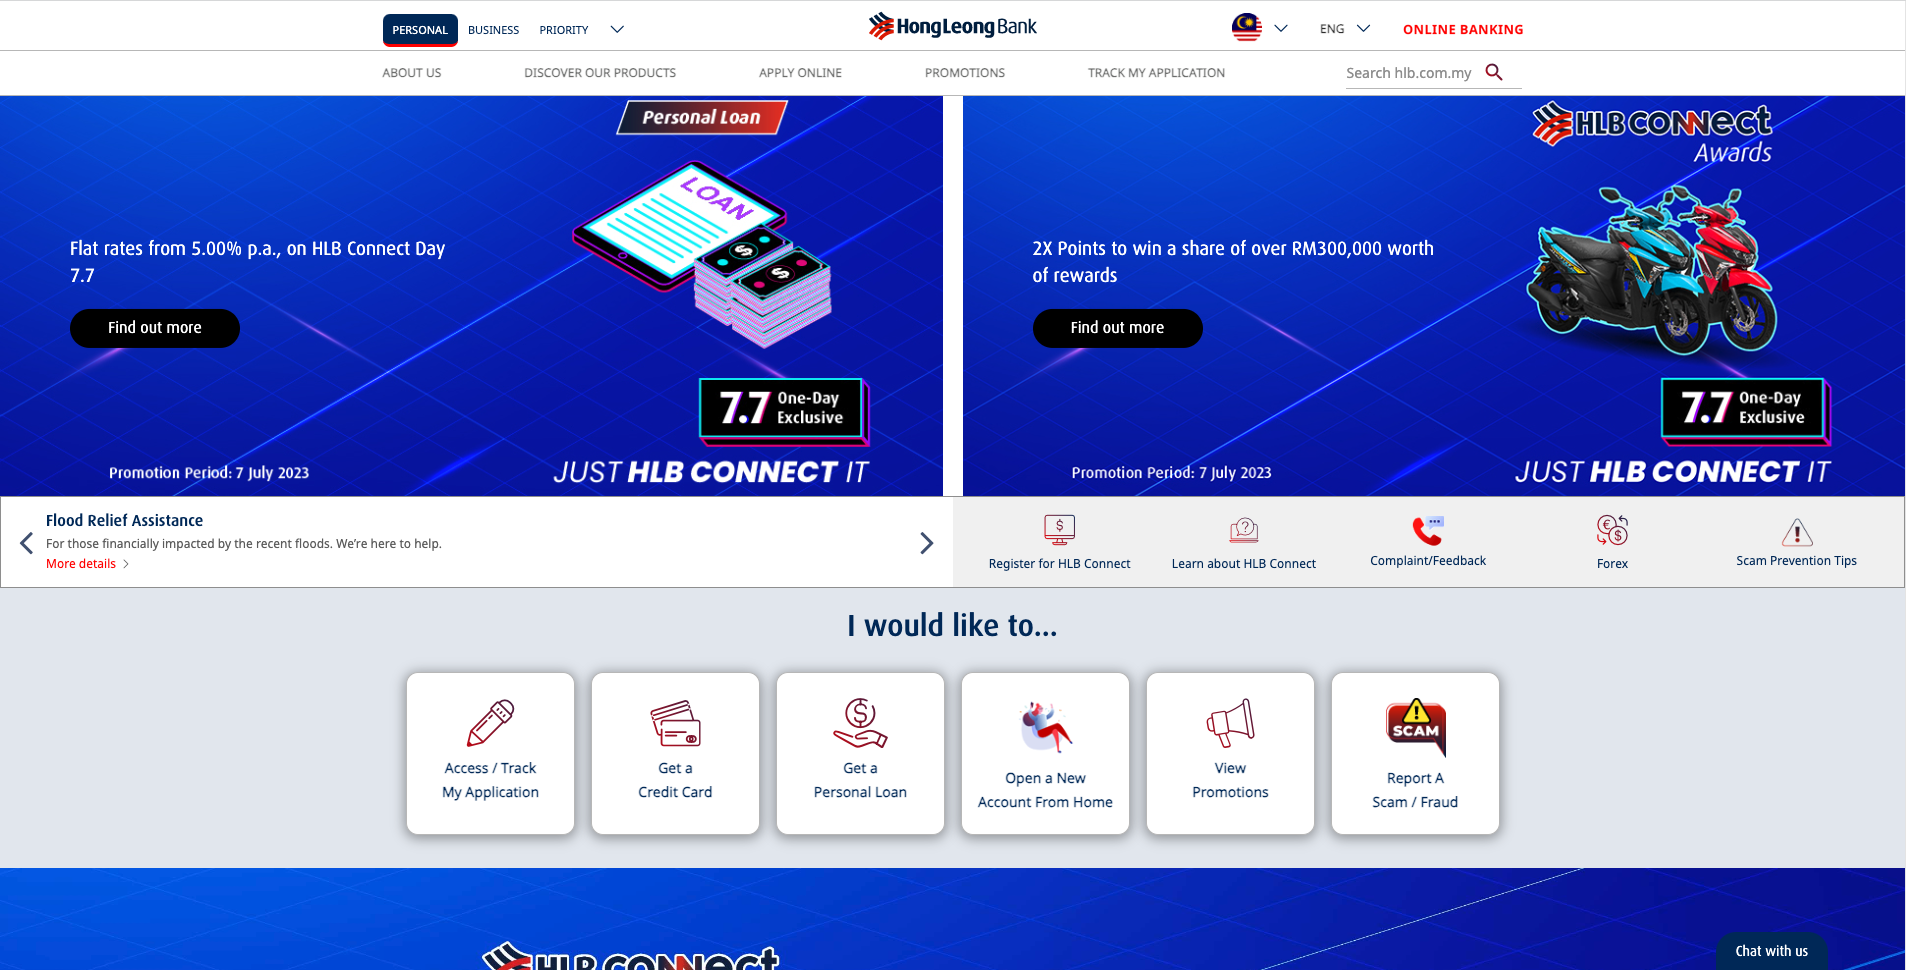 PERSONAL BUSINESS PRIORITY
HongLeong Bank
ENG
ONLINE BANKING
ABOUT US DISCOVER OUR PRODUCTS APPLY ONLINE PROMOTIONS TRACK MY APPLICATION
Search hlb.com.my
Personal Loan
LOAN
Flat rates from 5.00% p.a., on HLB Connect Day
7.7
Find out more
7.7 One-Day
Exclusive
Promotion Period: 7 July 2023
JUST HLB CONNECT IT
HLB CONNECT
Awards
2X Points to win a share of over RM300,000 worth
of rewards
Find out more
7.7 One-Day
Exclusive
Promotion Period: 7 July 2023
JUST HLB CONNECT IT
Flood Relief Assistance
For those financially impacted by the recent floods. We’re here to help.
More details
Register for HLB Connect
Learn about HLB Connect
Complaint/Feedback
Forex
Scam Prevention Tips
I would like to...
Access / Track
My Application
Get a
Credit Card
Get a
Personal Loan
Open a New
Account From Home
View
Promotions
SCAM
Report A
Scam / Fraud
HLB CONNECT
Chat with us